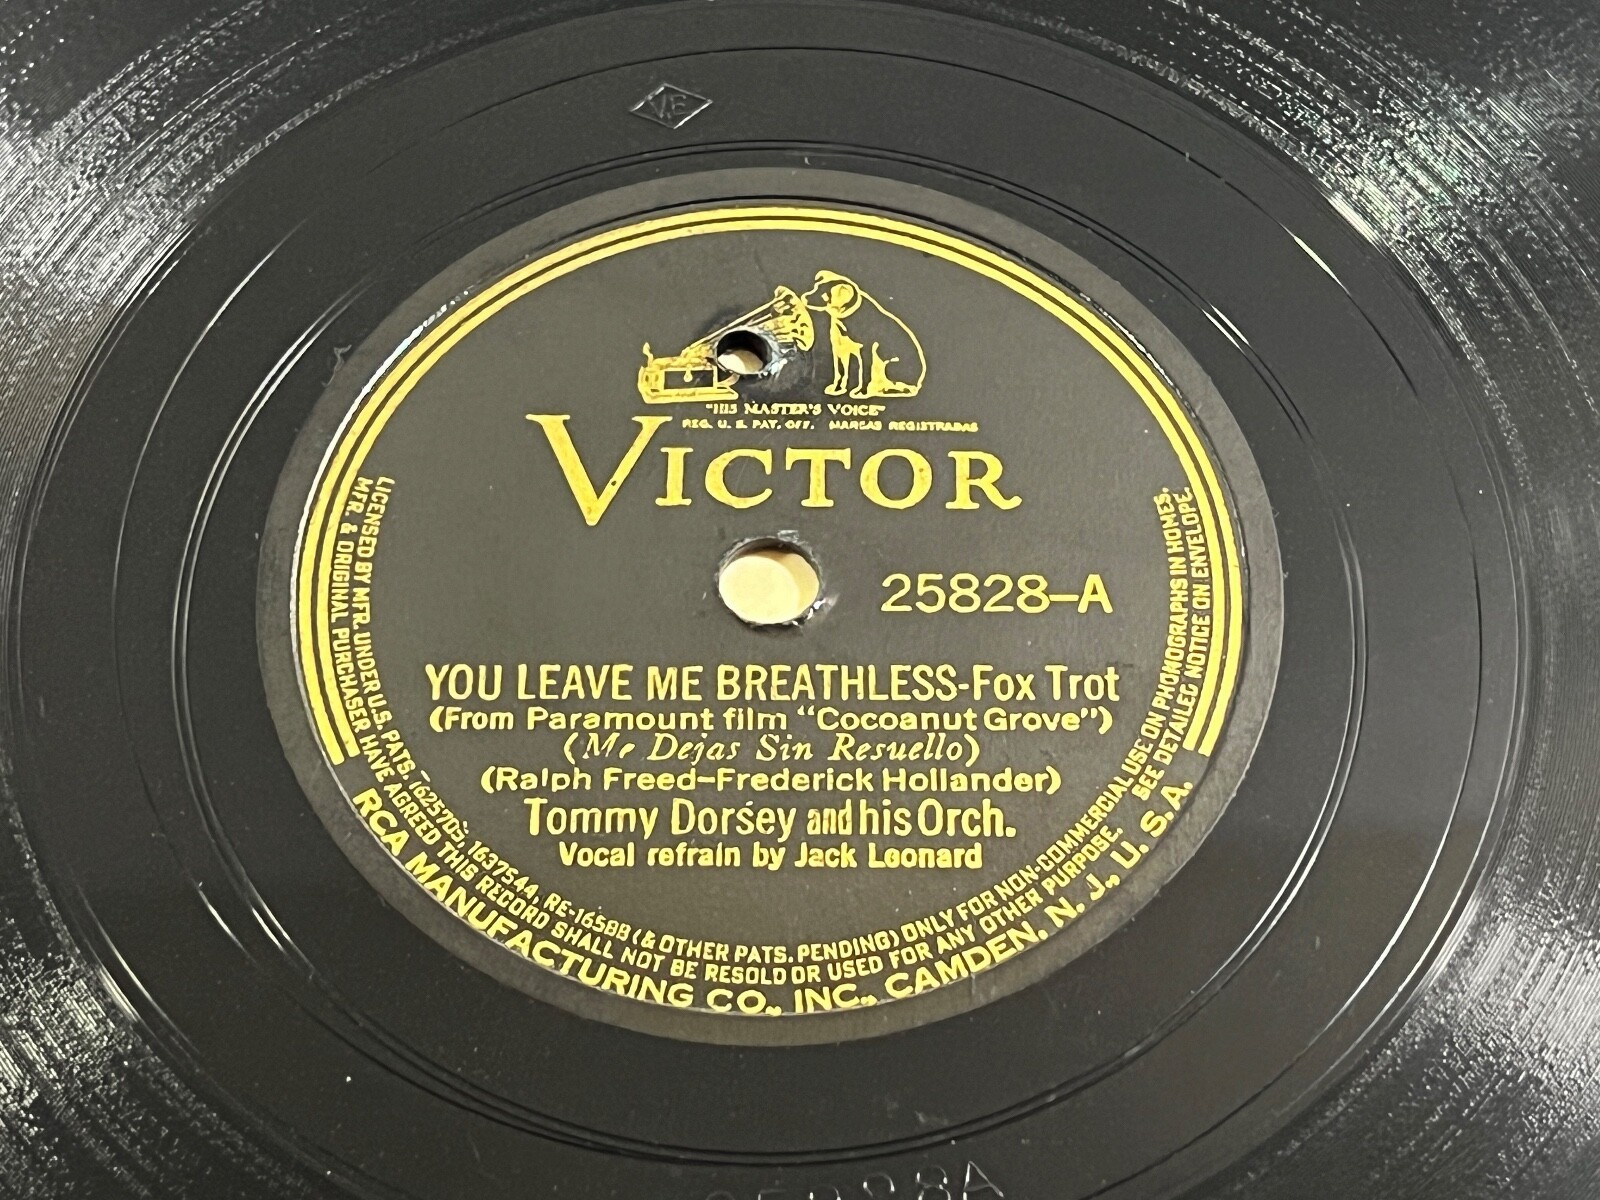 VE
"HIS MASTER'S VOICE"
REG. U. S. PAT. OFF. MARCAS REGISTRADAS
VICTOR
25828-A
YOU LEAVE ME BREATHLESS-Fox Trot
(From Paramount film "Cocoanut Grove")
(Me Dejas Sin Resuello)
(Ralph Freed-Frederick Hollander)
Tommy Dorsey and his Orch.
Vocal refrain by Jack Leonard
LICENSED BY MFR. UNDER U.S. PATS. 1625705, 1637544, RE-16588 (& OTHER PATS. PENDING) ONLY FOR NON-COMMERCIAL USE ON PHONOGRAPHS IN HOMES.
MFR. & ORIGINAL PURCHASER HAVE AGREED THIS RECORD SHALL NOT BE RESOLD OR USED FOR ANY OTHER PURPOSE. SEE DETAILED NOTICE ON ENVELOPE.
RCA MANUFACTURING CO., INC., CAMDEN, N. J., U. S. A.
25828A